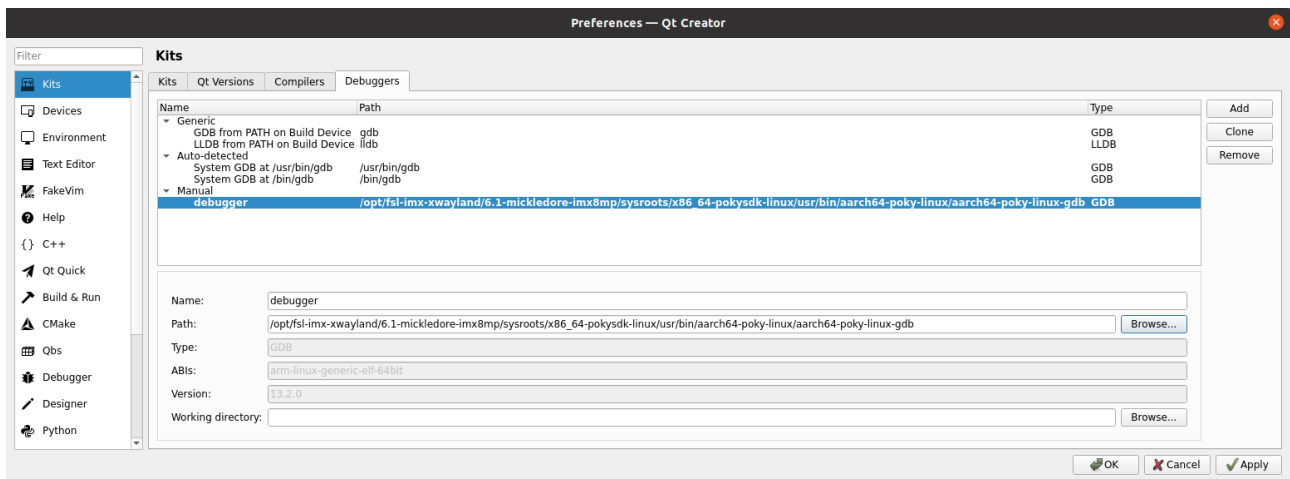 Preferences — Qt Creator
Filter
Kits
Devices
Environment
Text Editor
FakeVim
Help
{} C++
Qt Quick
Build & Run
CMake
Qbs
Debugger
Designer
Python
Kits
Kits Qt Versions Compilers Debuggers
Name Path Type
Generic
GDB from PATH on Build Device gdb GDB
LLDB from PATH on Build Device lldb LLDB
Auto-detected
System GDB at /usr/bin/gdb /usr/bin/gdb GDB
System GDB at /bin/gdb /bin/gdb GDB
Manual
debugger /opt/fsl-imx-xwayland/6.1-mickledore-imx8mp/sysroots/x86_64-pokysdk-linux/usr/bin/aarch64-poky-linux/aarch64-poky-linux-gdb GDB
Add
Clone
Remove
Name: debugger
Path: /opt/fsl-imx-xwayland/6.1-mickledore-imx8mp/sysroots/x86_64-pokysdk-linux/usr/bin/aarch64-poky-linux/aarch64-poky-linux-gdb Browse...
Type: GDB
ABIs: arm-linux-generic-elf-64bit
Version: 13.2.0
Working directory: Browse...
OK Cancel Apply